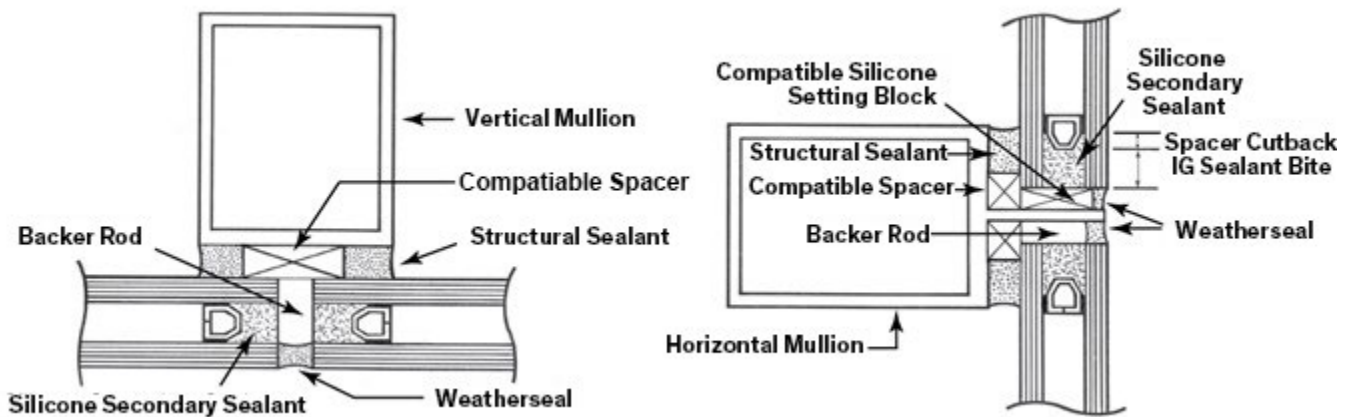 Vertical Mullion
Compatiable Spacer
Backer Rod
Structural Sealant
Silicone Secondary Sealant
Weatherseal
Compatible Silicone
Setting Block
Silicone
Secondary
Sealant
Structural Sealant
Spacer Cutback
IG Sealant Bite
Compatible Spacer
Backer Rod
Weatherseal
Horizontal Mullion